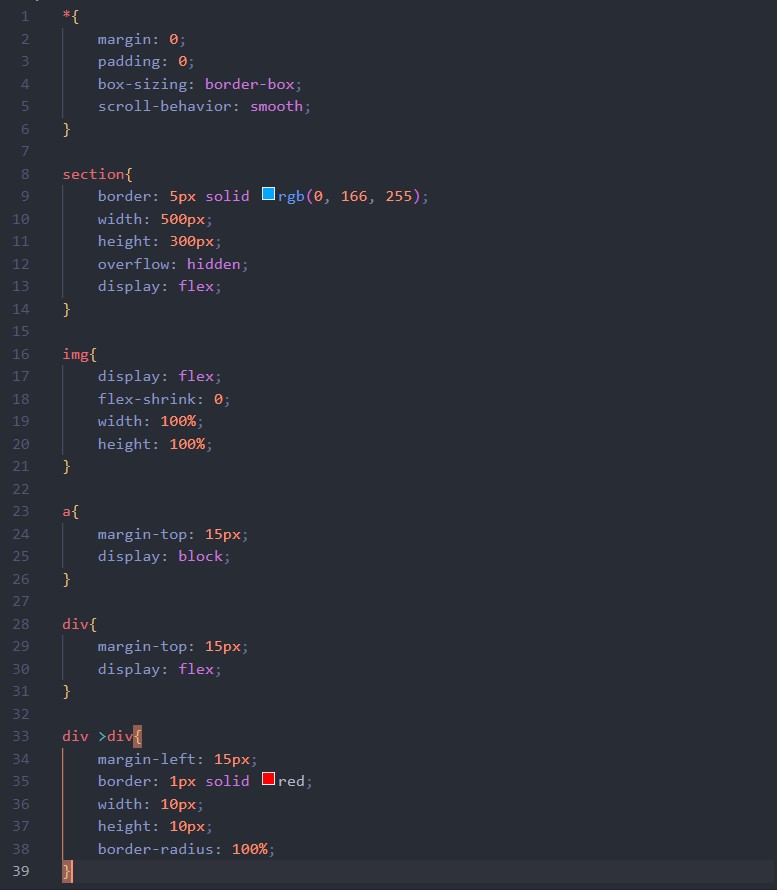 1 *{
2 margin: 0;
3 padding: 0;
4 box-sizing: border-box;
5 scroll-behavior: smooth;
6 }
7
8 section{
9 border: 5px solid rgb(0, 166, 255);
10 width: 500px;
11 height: 300px;
12 overflow: hidden;
13 display: flex;
14 }
15
16 img{
17 display: flex;
18 flex-shrink: 0;
19 width: 100%;
20 height: 100%;
21 }
22
23 a{
24 margin-top: 15px;
25 display: block;
26 }
27
28 div{
29 margin-top: 15px;
30 display: flex;
31 }
32
33 div >div{
34 margin-left: 15px;
35 border: 1px solid red;
36 width: 10px;
37 height: 10px;
38 border-radius: 100%;
39 }